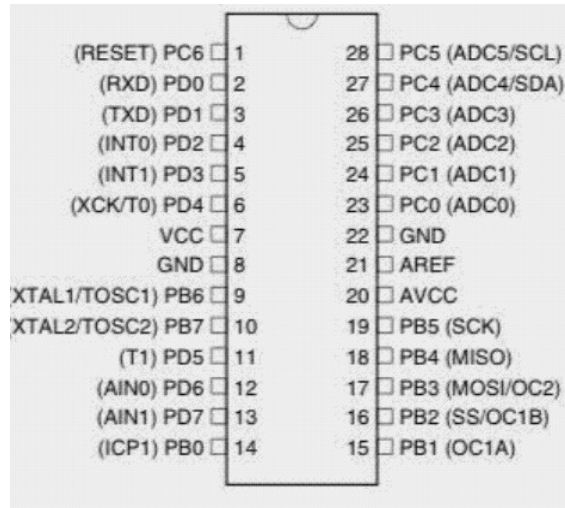 (RESET) PC6 1 28 PC5 (ADC5/SCL)
(RXD) PD0 2 27 PC4 (ADC4/SDA)
(TXD) PD1 3 26 PC3 (ADC3)
(INT0) PD2 4 25 PC2 (ADC2)
(INT1) PD3 5 24 PC1 (ADC1)
(XCK/T0) PD4 6 23 PC0 (ADC0)
VCC 7 22 GND
GND 8 21 AREF
(XTAL1/TOSC1) PB6 9 20 AVCC
(XTAL2/TOSC2) PB7 10 19 PB5 (SCK)
(T1) PD5 11 18 PB4 (MISO)
(AIN0) PD6 12 17 PB3 (MOSI/OC2)
(AIN1) PD7 13 16 PB2 (SS/OC1B)
(ICP1) PB0 14 15 PB1 (OC1A)